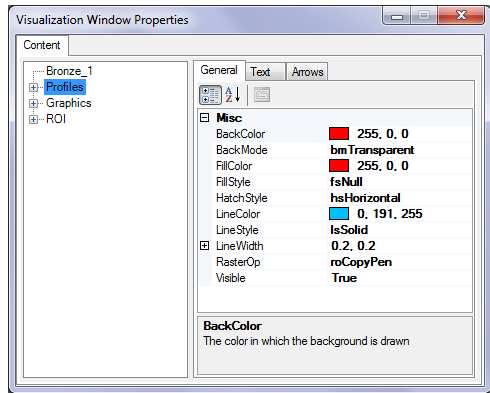 Visualization Window Properties
Content
Bronze_1
Profiles
Graphics
ROI
General Text Arrows
A
Z
Misc
BackColor 255, 0, 0
BackMode bmTransparent
FillColor 255, 0, 0
FillStyle fsNull
HatchStyle hsHorizontal
LineColor 0, 191, 255
LineStyle lsSolid
LineWidth 0.2, 0.2
RasterOp roCopyPen
Visible True
BackColor
The color in which the background is drawn